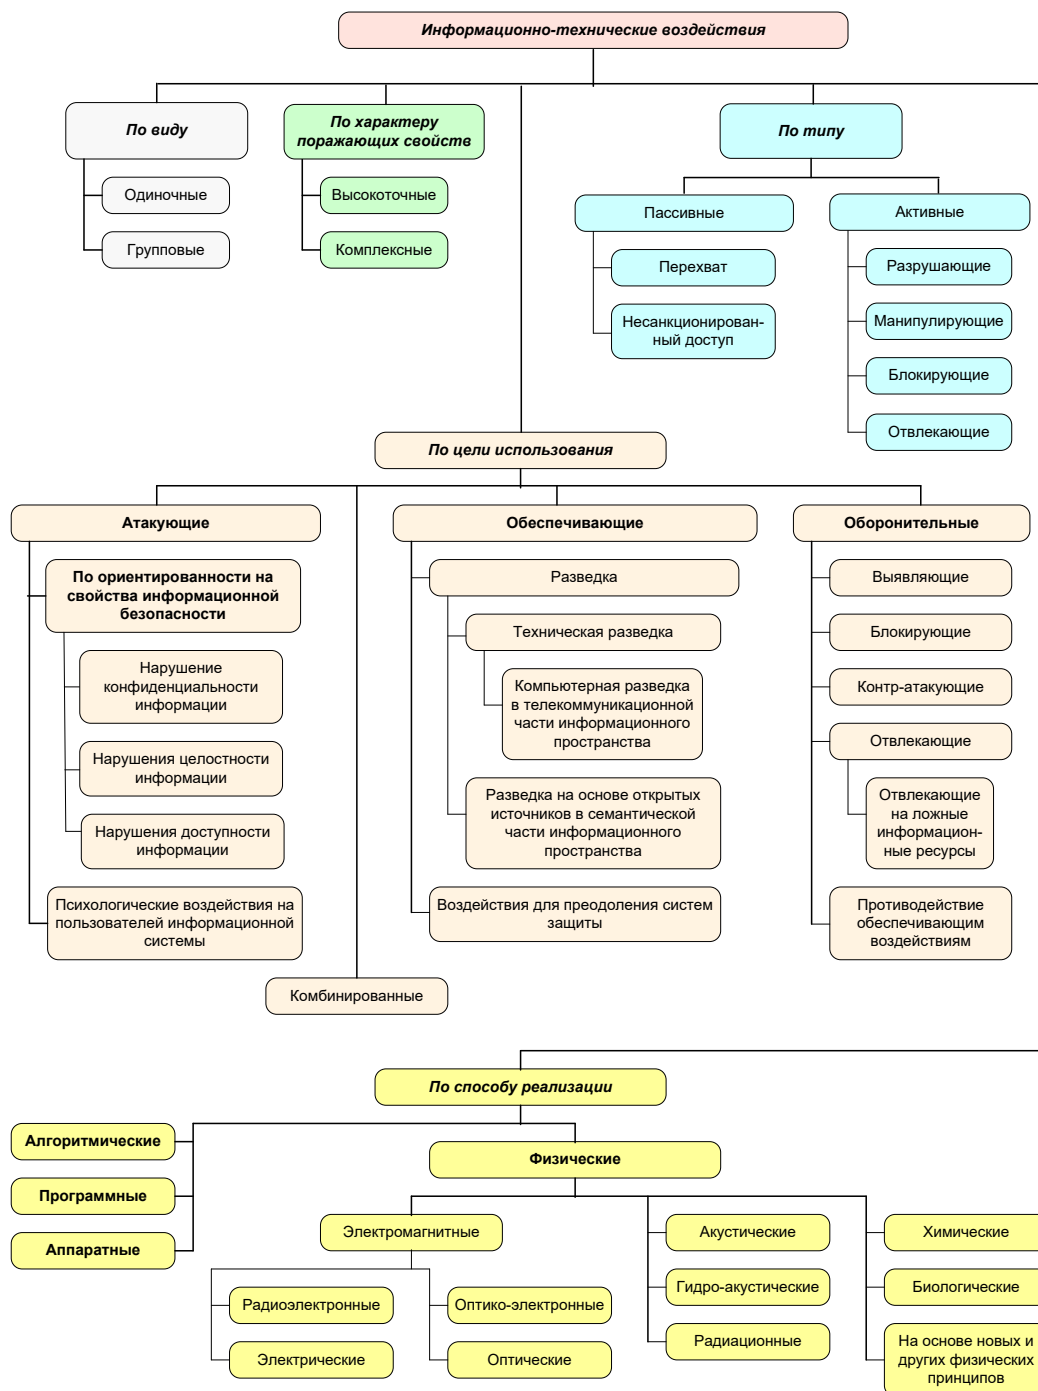 Информационно-технические воздействия
По виду
Одиночные
Групповые
По характеру
поражающих свойств
Высокоточные
Комплексные
По типу
Пассивные
Перехват
Несанкционирован-
ный доступ
Активные
Разрушающие
Манипулирующие
Блокирующие
Отвлекающие
По цели использования
Атакующие
По ориентированности на
свойства информационной
безопасности
Нарушение
конфиденциальности
информации
Нарушения целостности
информации
Нарушения доступности
информации
Психологические воздействия на
пользователей информационной
системы
Комбинированные
Обеспечивающие
Разведка
Техническая разведка
Компьютерная разведка
в телекоммуникационной
части информационного
пространства
Разведка на основе открытых
источников в семантической
части информационного
пространства
Воздействия для преодоления систем
защиты
Оборонительные
Выявляющие
Блокирующие
Контр-атакующие
Отвлекающие
Отвлекающие
на ложные
информацион-
ные ресурсы
Противодействие
обеспечивающим
воздействиям
По способу реализации
Алгоритмические
Программные
Аппаратные
Физические
Электромагнитные
Радиоэлектронные
Электрические
Оптико-электронные
Оптические
Акустические
Гидро-акустические
Радиационные
Химические
Биологические
На основе новых и
других физических
принципов